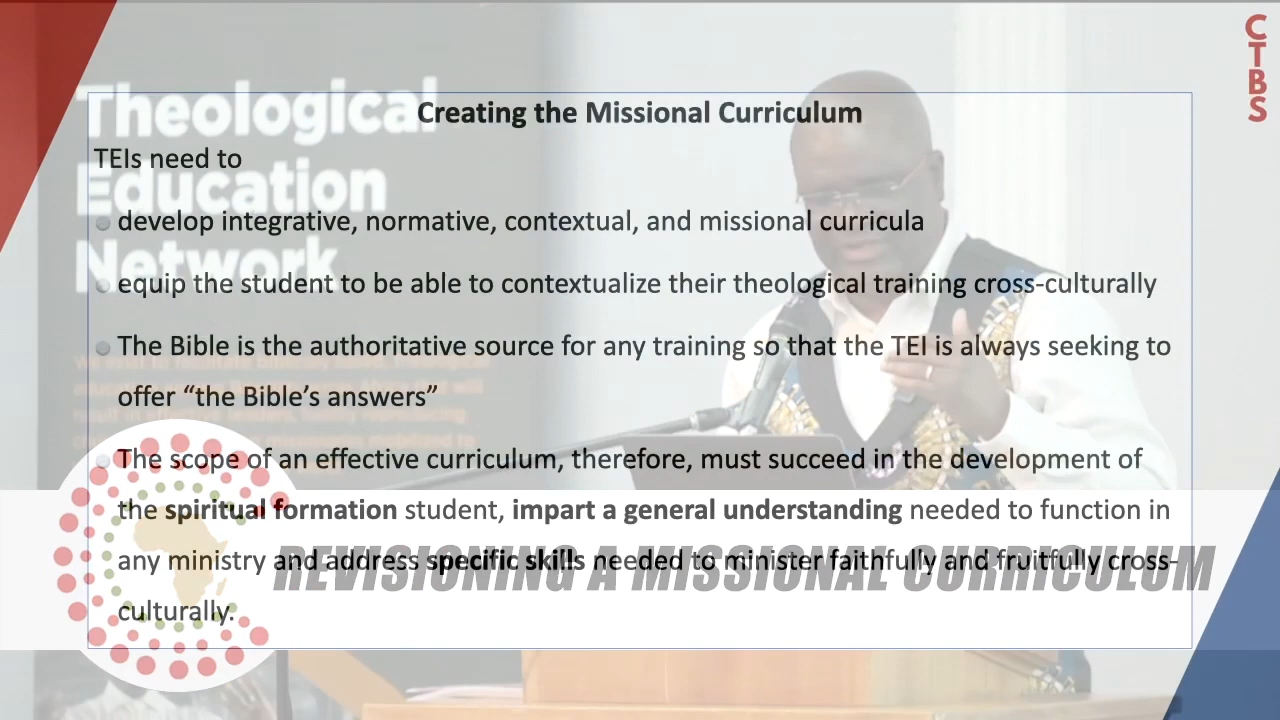 CTBS
Theological
Education
Network
Creating the Missional Curriculum
TEIs need to
develop integrative, normative, contextual, and missional curricula
equip the student to be able to contextualize their theological training cross-culturally
The Bible is the authoritative source for any training so that the TEI is always seeking to
offer “the Bible’s answers”
The scope of an effective curriculum, therefore, must succeed in the development of
the spiritual formation student, impart a general understanding needed to function in
any ministry and address specific skills needed to minister faithfully and fruitfully cross-
culturally.
REVISIONING A MISSIONAL CURRICULUM